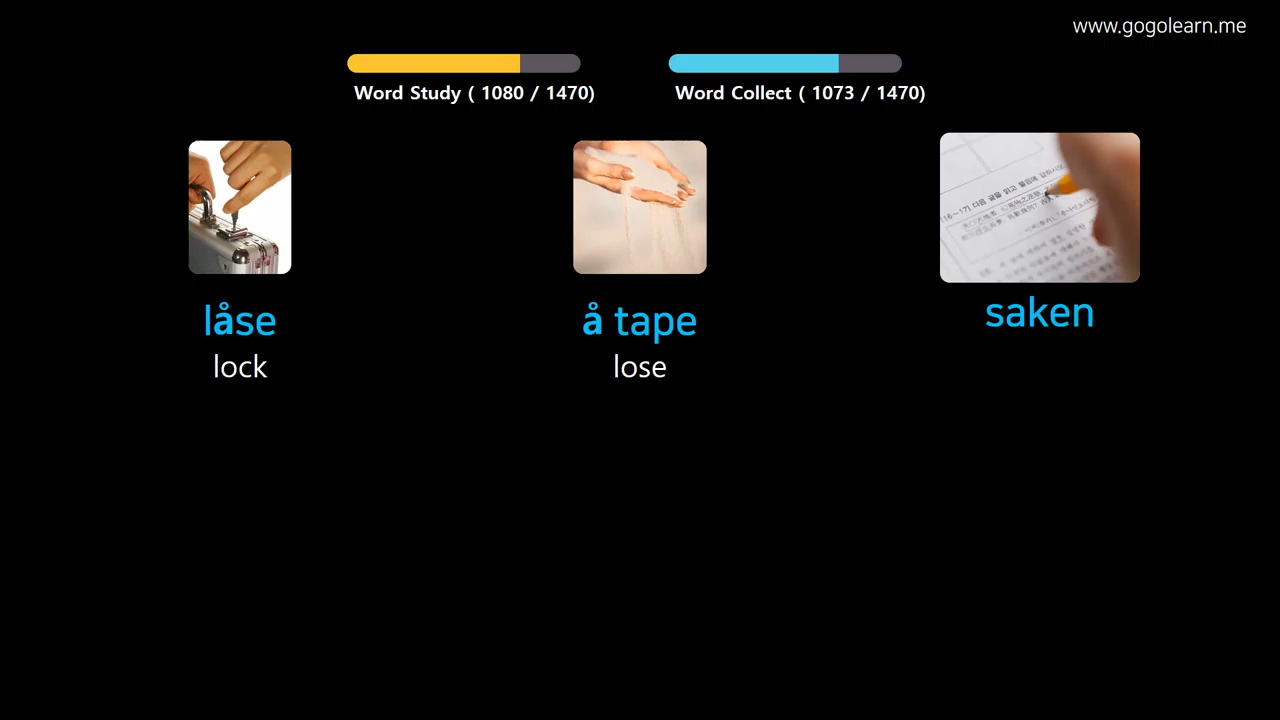 www.gogolearn.me
Word Study ( 1080 / 1470)
Word Collect ( 1073 / 1470)
låse
lock
å tape
lose
saken